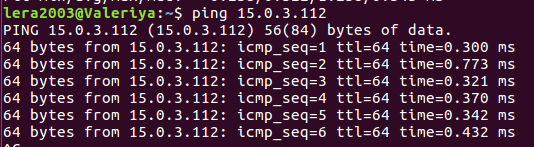 lera2003@Valeriya:~$ ping 15.0.3.112
PING 15.0.3.112 (15.0.3.112) 56(84) bytes of data.
64 bytes from 15.0.3.112: icmp_seq=1 ttl=64 time=0.300 ms
64 bytes from 15.0.3.112: icmp_seq=2 ttl=64 time=0.773 ms
64 bytes from 15.0.3.112: icmp_seq=3 ttl=64 time=0.321 ms
64 bytes from 15.0.3.112: icmp_seq=4 ttl=64 time=0.370 ms
64 bytes from 15.0.3.112: icmp_seq=5 ttl=64 time=0.342 ms
64 bytes from 15.0.3.112: icmp_seq=6 ttl=64 time=0.432 ms